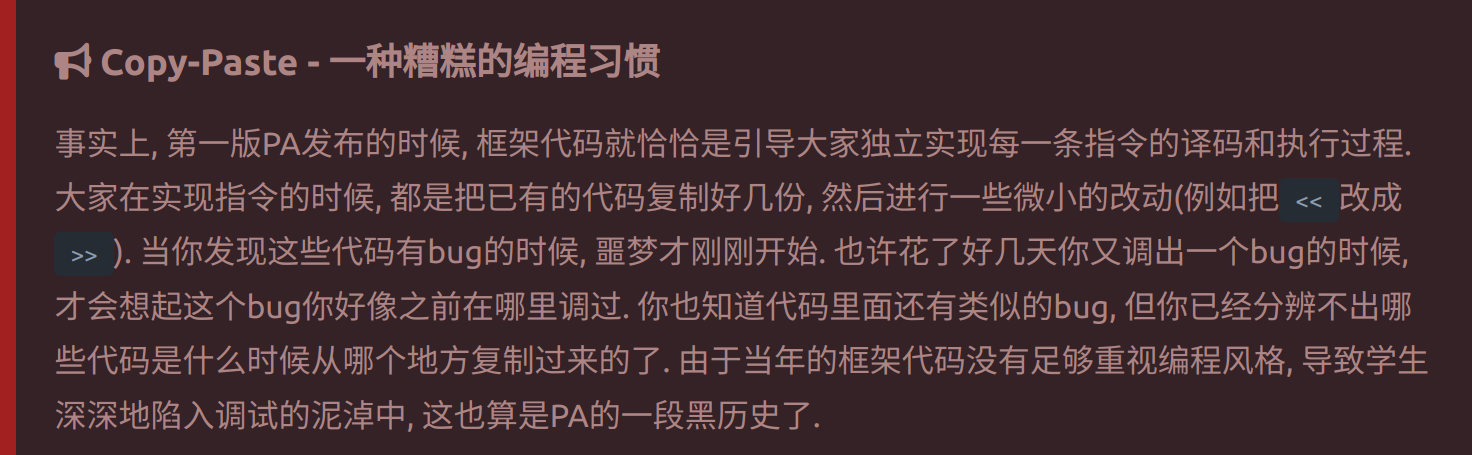 Copy-Paste - 一种糟糕的编程习惯
事实上, 第一版PA发布的时候, 框架代码就恰恰是引导大家独立实现每一条指令的译码和执行过程.
大家在实现指令的时候, 都是把已有的代码复制好几份, 然后进行一些微小的改动(例如把 << 改成
>> ). 当你发现这些代码有bug的时候, 噩梦才刚刚开始. 也许花了好几天你又调出一个bug的时候,
才会想起这个bug你好像之前在哪里调过. 你也知道代码里面还有类似的bug, 但你已经分辨不出哪
些代码是什么时候从哪个地方复制过来的了. 由于当年的框架代码没有足够重视编程风格, 导致学生
深深地陷入调试的泥淖中, 这也算是PA的一段黑历史了.